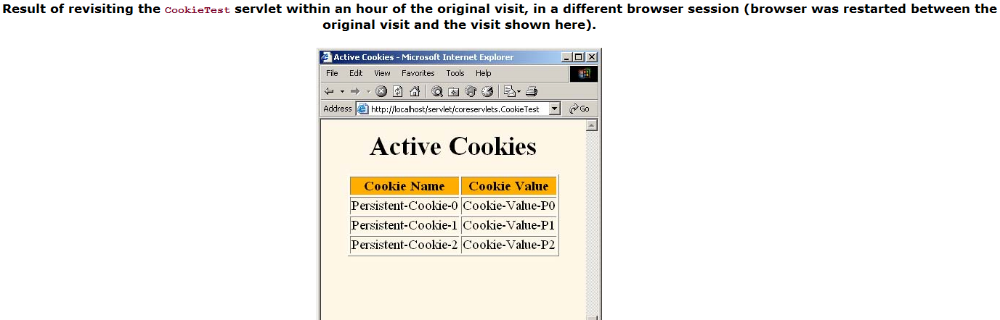 Result of revisiting the CookieTest servlet within an hour of the original visit, in a different browser session (browser was restarted between the
original visit and the visit shown here).
Active Cookies - Microsoft Internet Explorer
File Edit View Favorites Tools Help
Address http://localhost/servlet/coreservlets.CookieTest Go
Active Cookies
Cookie Name Cookie Value
Persistent-Cookie-0 Cookie-Value-P0
Persistent-Cookie-1 Cookie-Value-P1
Persistent-Cookie-2 Cookie-Value-P2